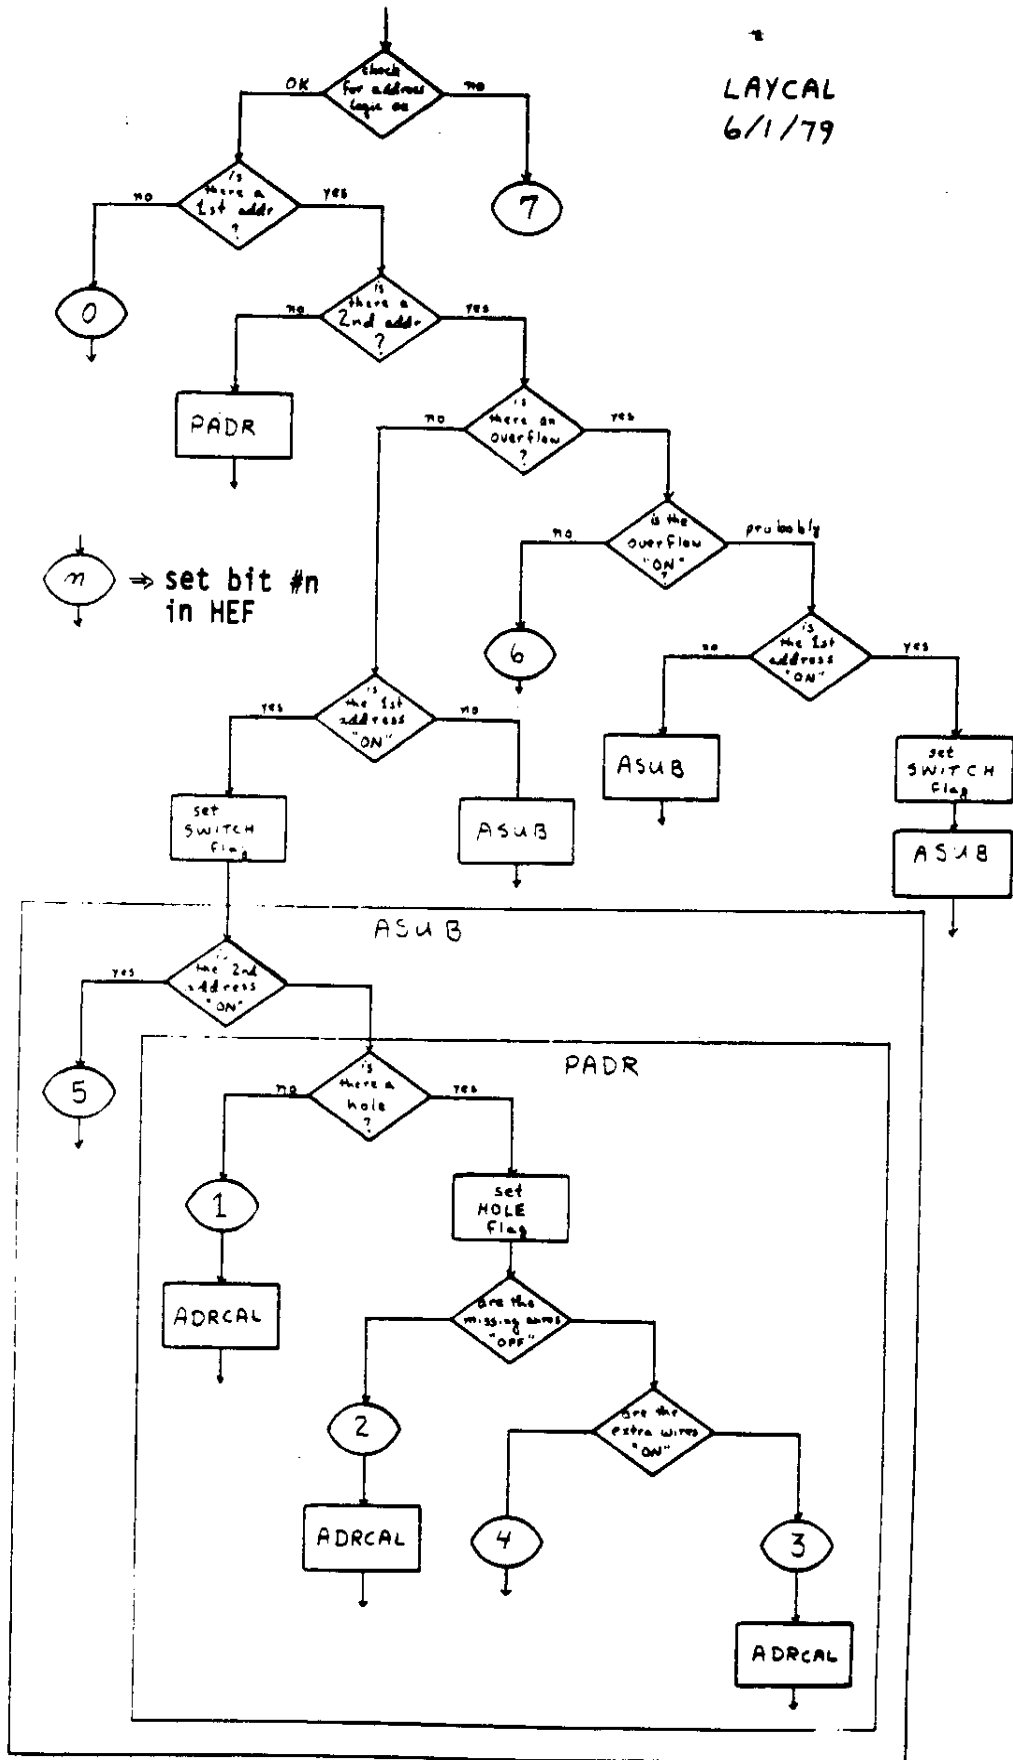 LAYCAL
6/1/79
check
for address
logic on
OK
no
7
is
there a
1st addr
?
no
yes
0
is
there a
2nd addr
?
no
yes
PADR
is
there an
overflow
?
no
yes
is the
overflow
"ON"
?
no
probably
n ⇒ set bit #n
in HEF
6
is
the 1st
address
"ON"
no
yes
is
the 1st
address
"ON"
yes
no
ASUB
set
SWITCH
flag
set
SWITCH
flag
ASUB
ASUB
ASUB
is
the 2nd
address
"ON"
yes
5
PADR
is
there a
hole
?
no
yes
1
set
HOLE
flag
ADRCAL
are the
missing wires
"OFF"
2
are the
extra wires
"ON"
ADRCAL
4
3
ADRCAL